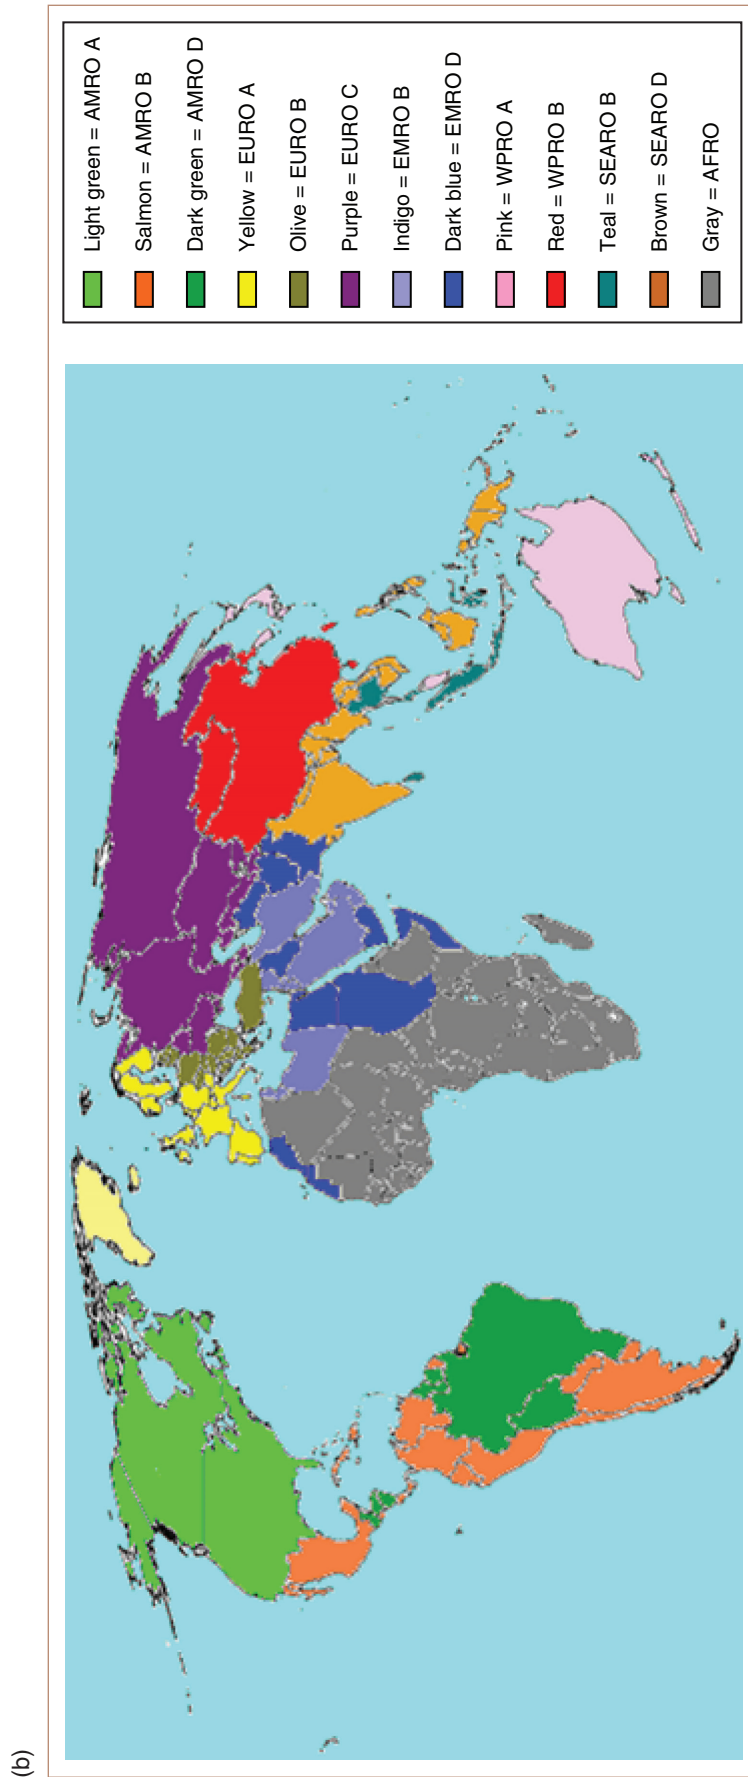 (b)
Light green = AMRO A
Salmon = AMRO B
Dark green = AMRO D
Yellow = EURO A
Olive = EURO B
Purple = EURO C
Indigo = EMRO B
Dark blue = EMRO D
Pink = WPRO A
Red = WPRO B
Teal = SEARO B
Brown = SEARO D
Gray = AFRO